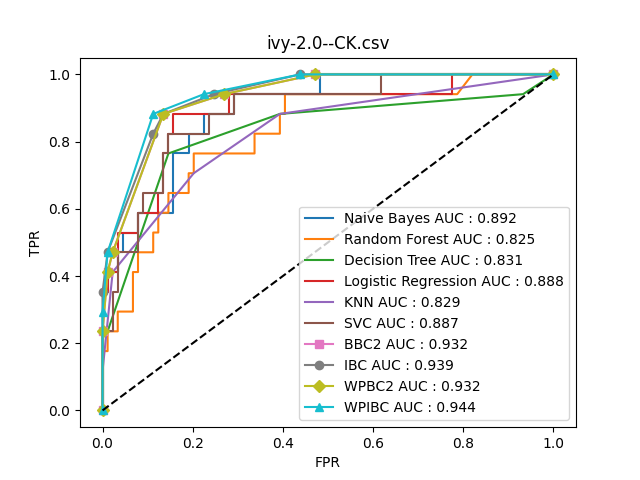 ivy-2.0--CK.csv
1.0
0.8
0.6
0.4
0.2
0.0
TPR
0.0 0.2 0.4 0.6 0.8 1.0
FPR
Naive Bayes AUC : 0.892
Random Forest AUC : 0.825
Decision Tree AUC : 0.831
Logistic Regression AUC : 0.888
KNN AUC : 0.829
SVC AUC : 0.887
BBC2 AUC : 0.932
IBC AUC : 0.939
WPBC2 AUC : 0.932
WPIBC AUC : 0.944